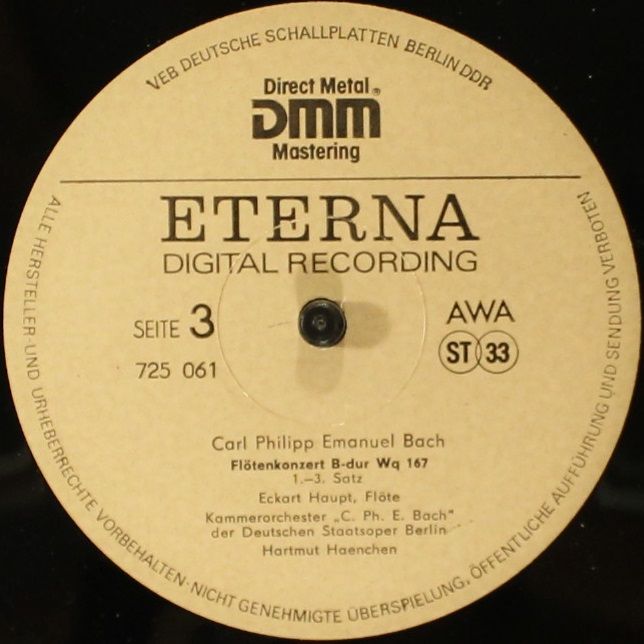 VEB DEUTSCHE SCHALLPLATTEN BERLIN DDR
Direct Metal
DMM®
Mastering
ETERNA
DIGITAL RECORDING
SEITE 3
725 061
AWA
ST 33
Carl Philipp Emanuel Bach
Flötenkonzert B-dur Wq 167
1.–3. Satz
Eckart Haupt, Flöte
Kammerorchester „C. Ph. E. Bach"
der Deutschen Staatsoper Berlin
Hartmut Haenchen
ALLE HERSTELLER- UND URHEBERRECHTE VORBEHALTEN · NICHT GENEHMIGTE ÜBERSPIELUNG, ÖFFENTLICHE AUFFÜHRUNG UND SENDUNG VERBOTEN